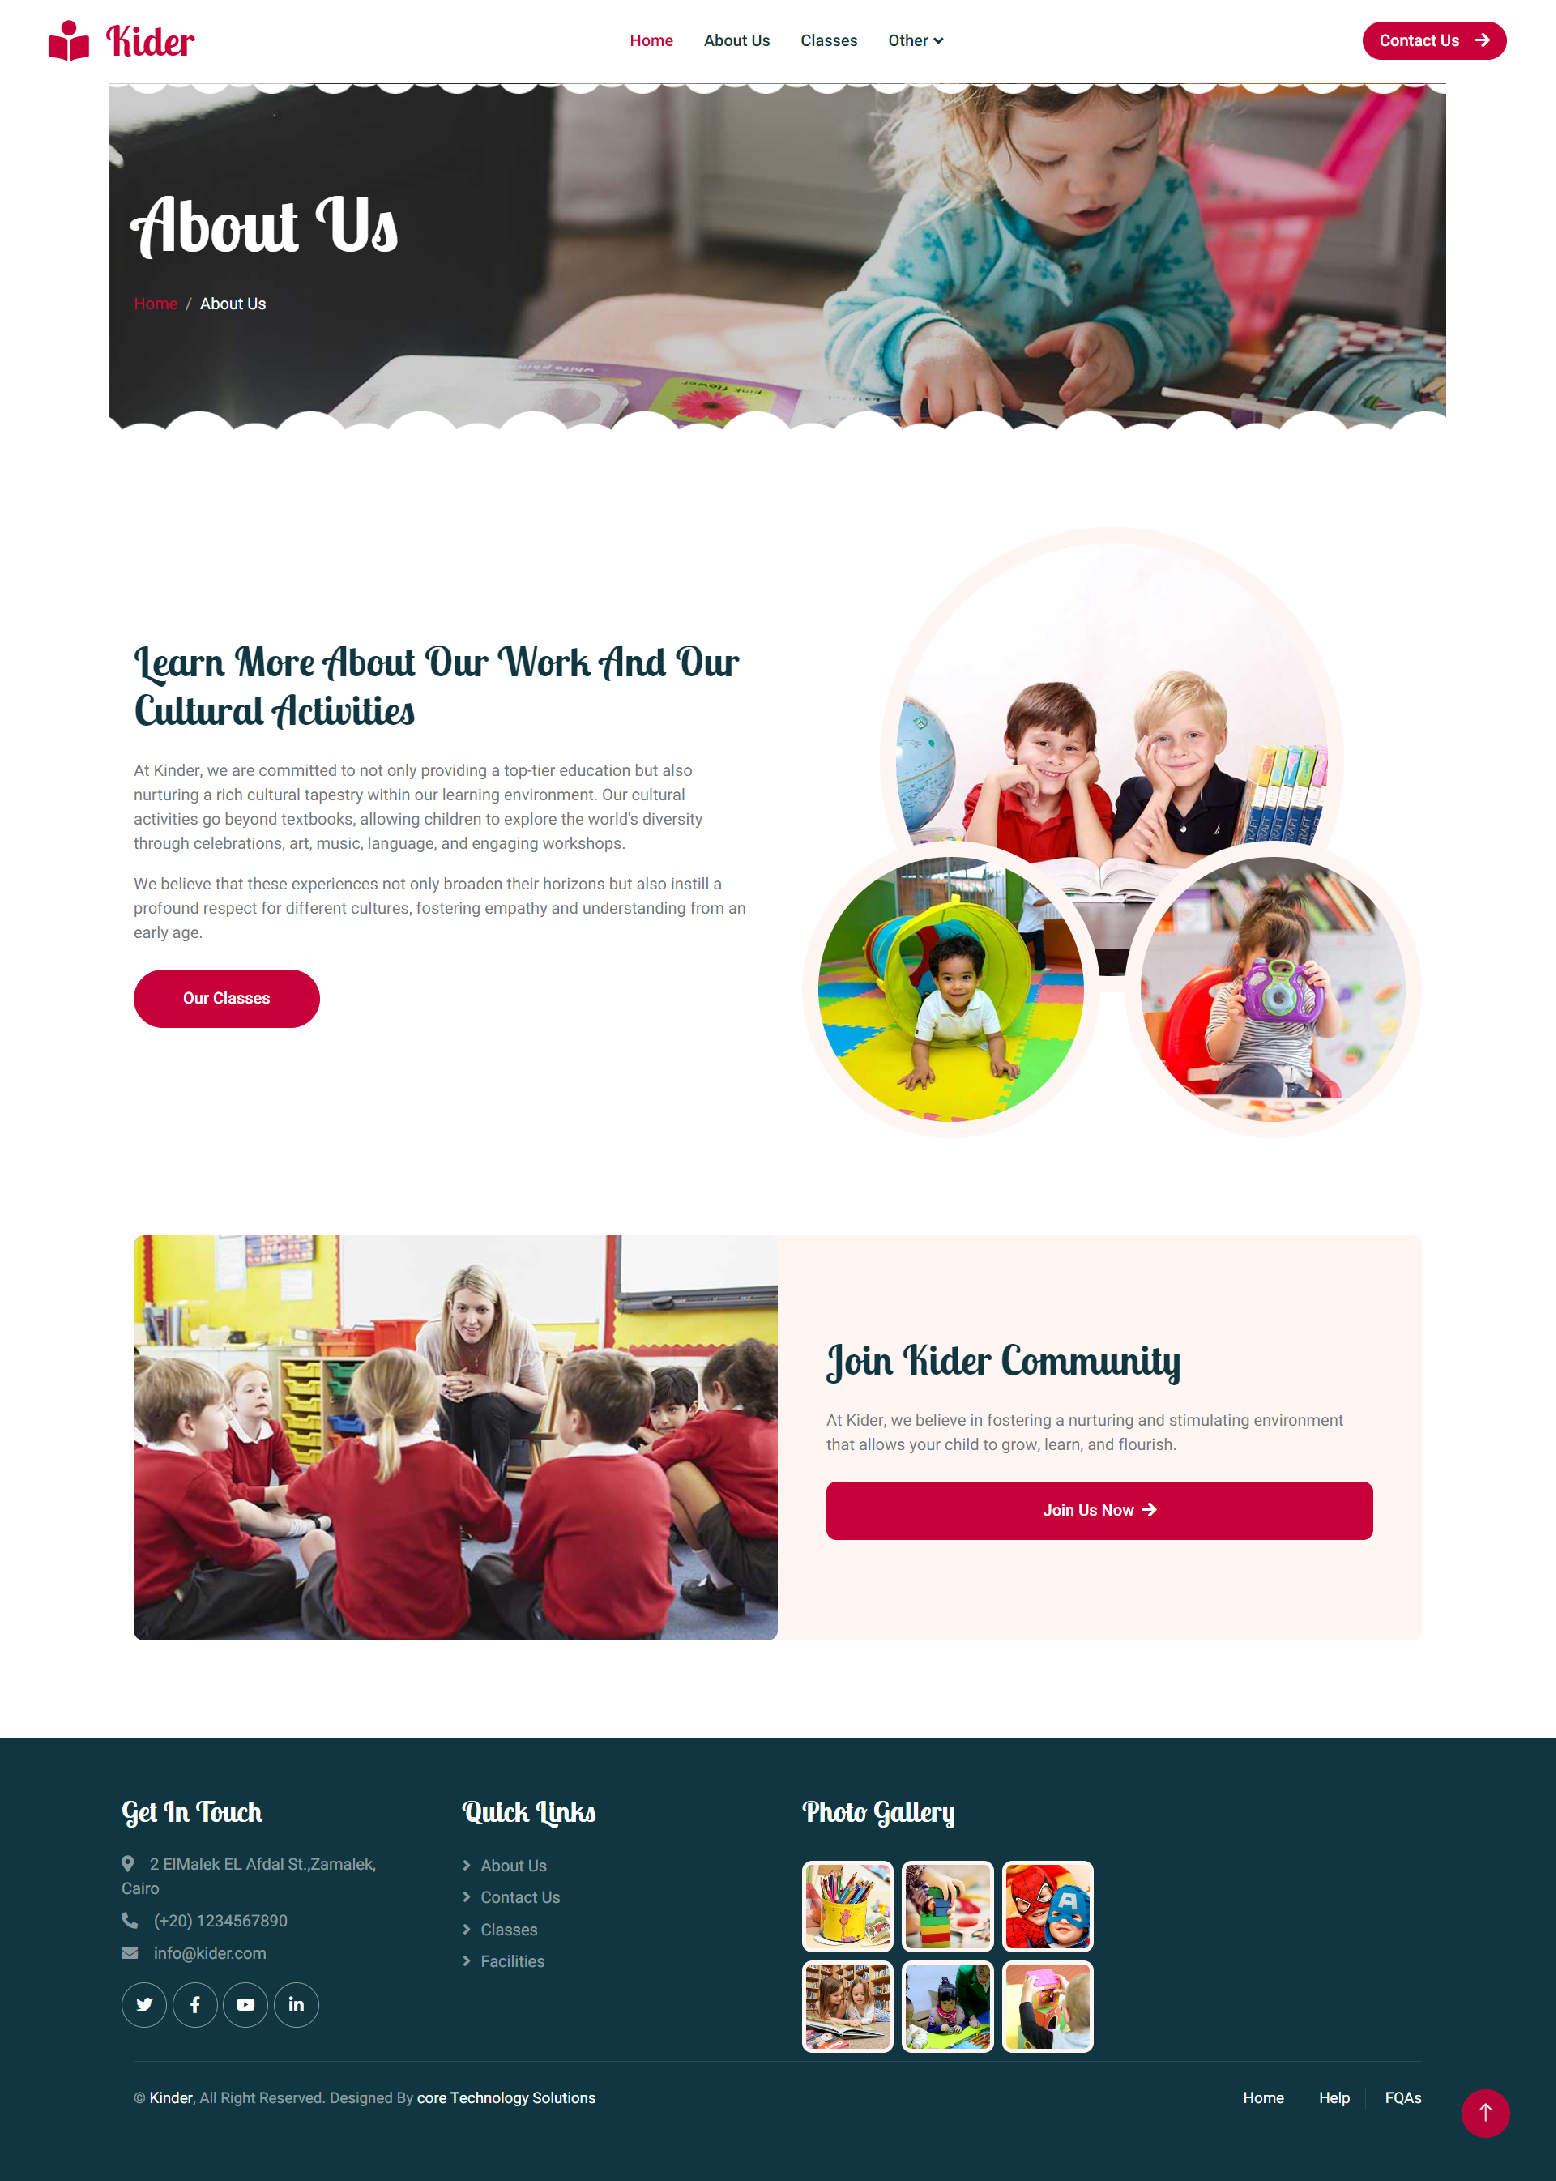 Kider
Home
About Us
Classes
Other
Contact Us
About Us
Home / About Us
white paint
pink flower
Learn More About Our Work And Our
Cultural Activities
At Kinder, we are committed to not only providing a top-tier education but also
nurturing a rich cultural tapestry within our learning environment. Our cultural
activities go beyond textbooks, allowing children to explore the world's diversity
through celebrations, art, music, language, and engaging workshops.
We believe that these experiences not only broaden their horizons but also instill a
profound respect for different cultures, fostering empathy and understanding from an
early age.
Our Classes
Join Kider Community
At Kider, we believe in fostering a nurturing and stimulating environment
that allows your child to grow, learn, and flourish.
Join Us Now
Get In Touch
2 ElMalek EL Afdal St.,Zamalek,
Cairo
(+20) 1234567890
info@kider.com
Quick Links
About Us
Contact Us
Classes
Facilities
Photo Gallery
A
© Kinder, All Right Reserved. Designed By core Technology Solutions
Home
Help
FQAs